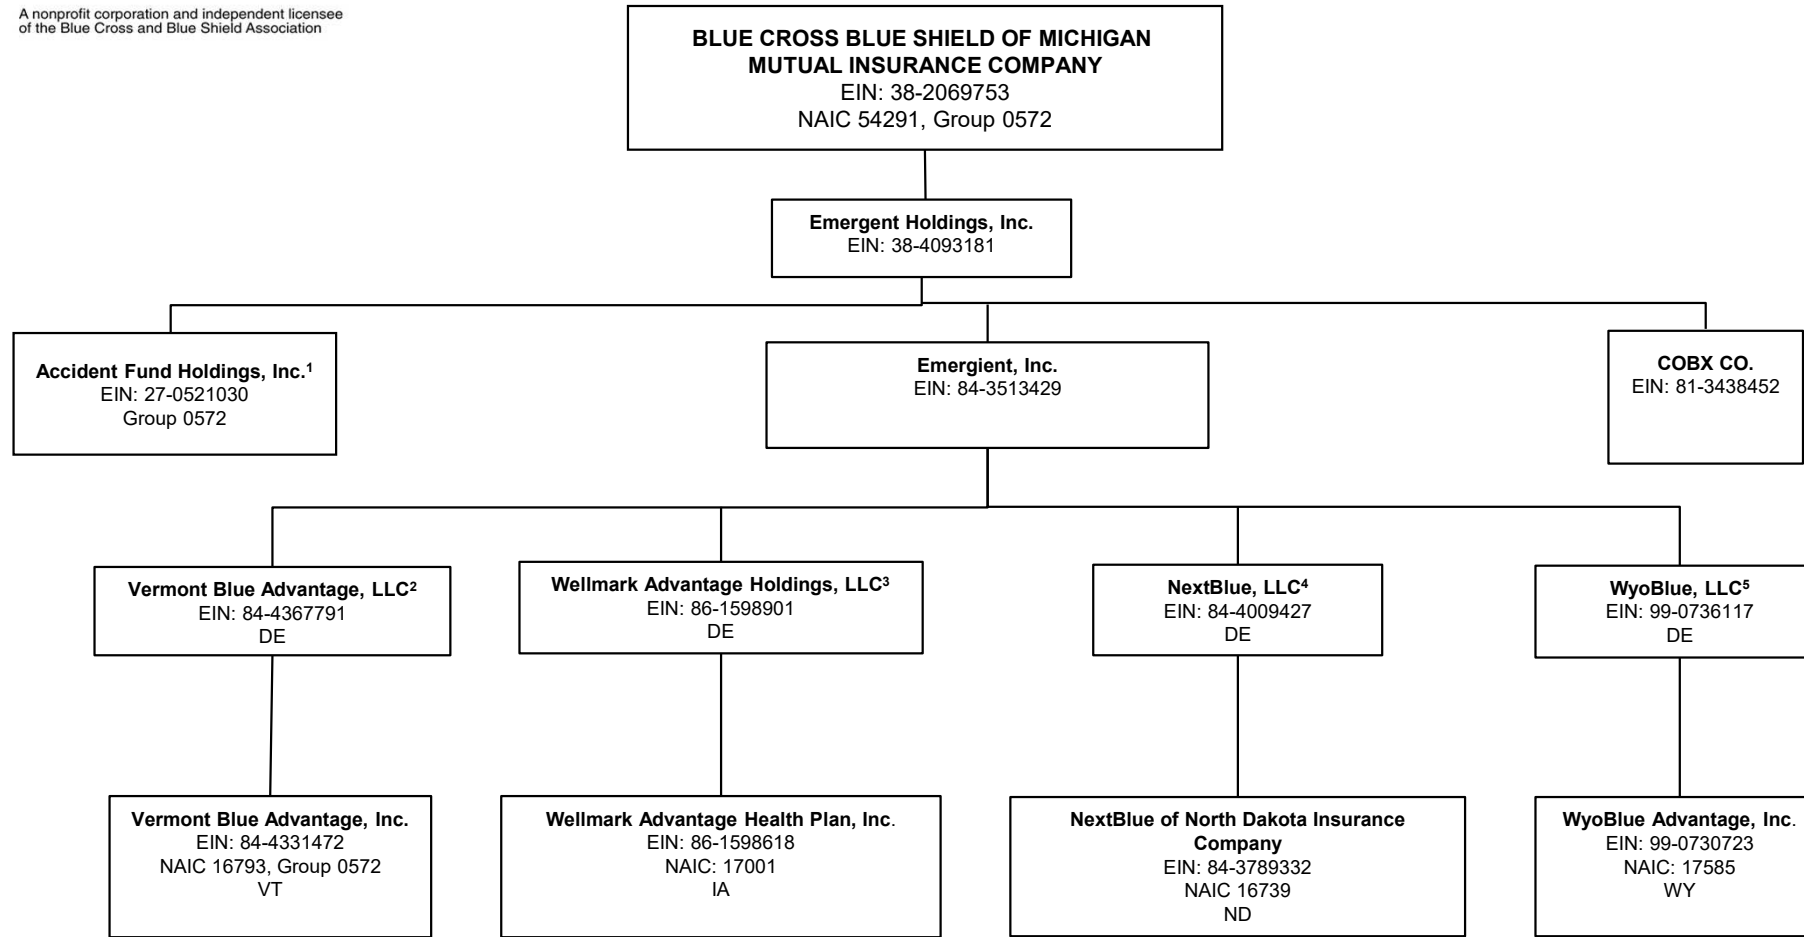 A nonprofit corporation and independent licensee
of the Blue Cross and Blue Shield Association
BLUE CROSS BLUE SHIELD OF MICHIGAN
MUTUAL INSURANCE COMPANY
EIN: 38-2069753
NAIC 54291, Group 0572
Emergent Holdings, Inc.
EIN: 38-4093181
Accident Fund Holdings, Inc.¹
EIN: 27-0521030
Group 0572
Emergient, Inc.
EIN: 84-3513429
COBX CO.
EIN: 81-3438452
Vermont Blue Advantage, LLC²
EIN: 84-4367791
DE
Wellmark Advantage Holdings, LLC³
EIN: 86-1598901
DE
NextBlue, LLC⁴
EIN: 84-4009427
DE
WyoBlue, LLC⁵
EIN: 99-0736117
DE
Vermont Blue Advantage, Inc.
EIN: 84-4331472
NAIC 16793, Group 0572
VT
Wellmark Advantage Health Plan, Inc.
EIN: 86-1598618
NAIC: 17001
IA
NextBlue of North Dakota Insurance
Company
EIN: 84-3789332
NAIC 16739
ND
WyoBlue Advantage, Inc.
EIN: 99-0730723
NAIC: 17585
WY